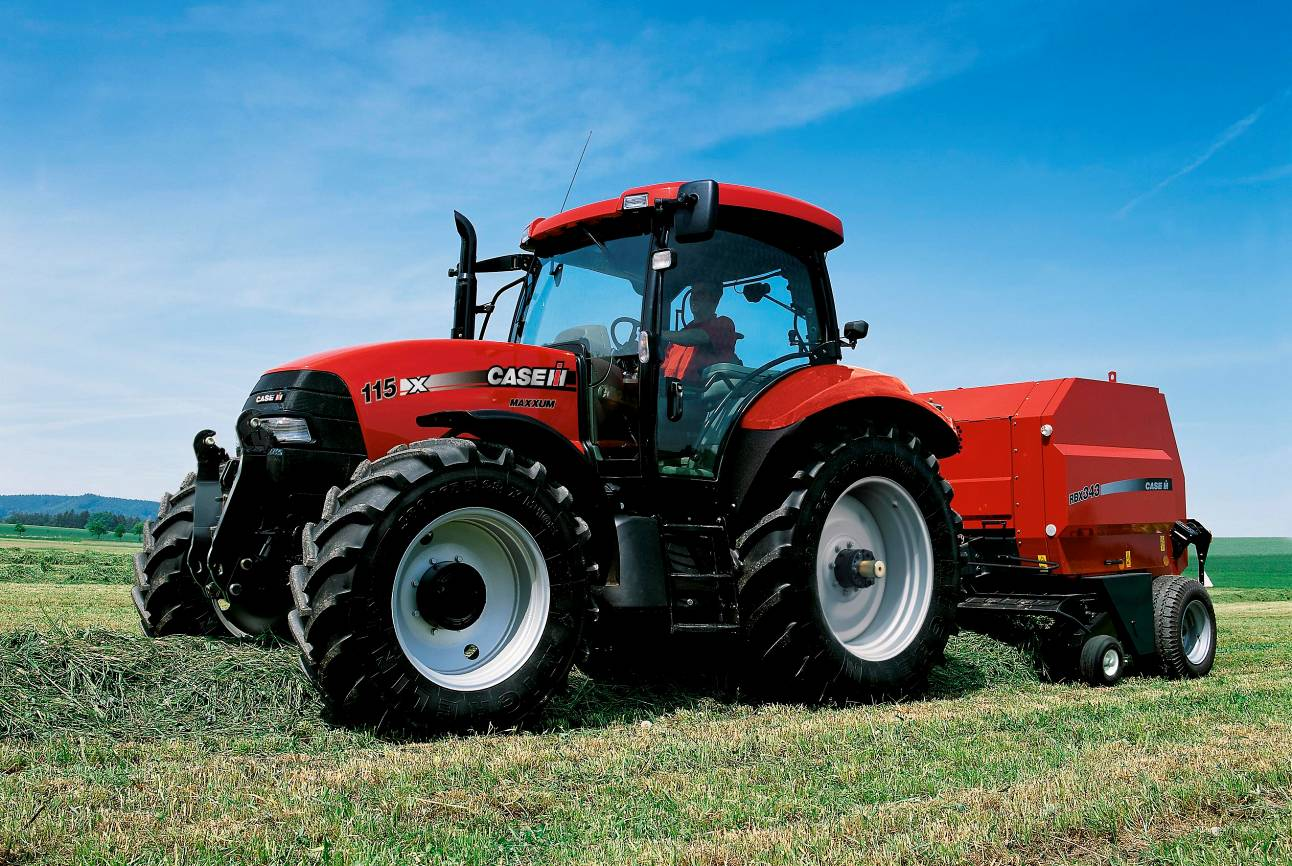 115 X
CASE IH
MAXXUM
CASE IH
RBX343
CASE IH